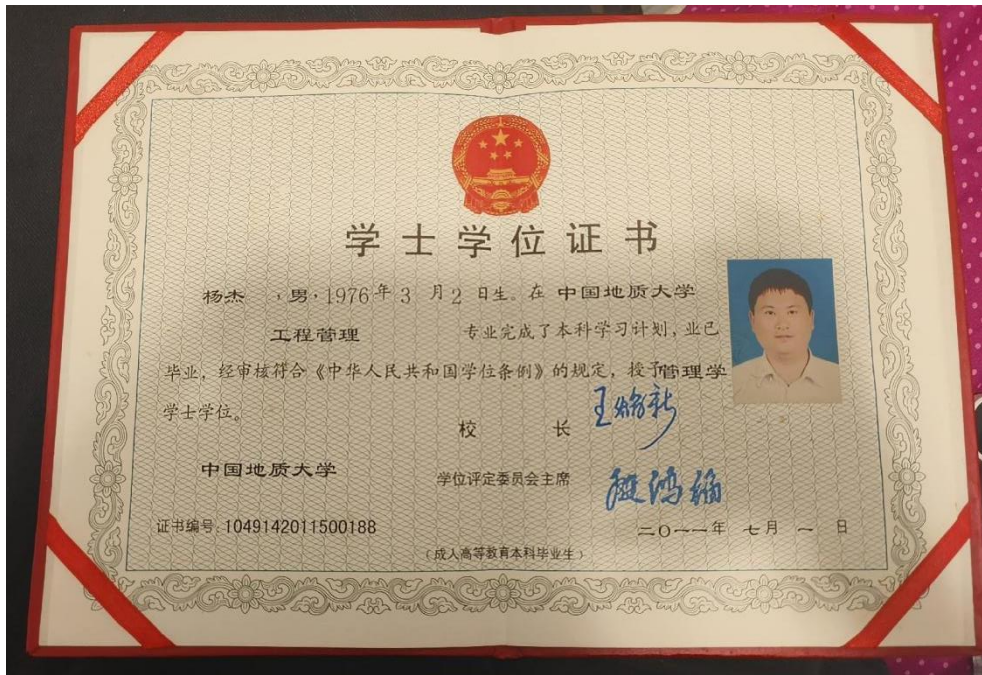 学士学位证书
杨杰 ，男，1976年 3 月 2 日生。在 中国地质大学
工程管理 专业完成了本科学习计划，业已
毕业，经审核符合《中华人民共和国学位条例》的规定，授予管理学
学士学位。
校 长 王焰新
中国地质大学 学位评定委员会主席
证书编号：1049142011500188 二〇一一年 七月 一 日
（成人高等教育本科毕业生）